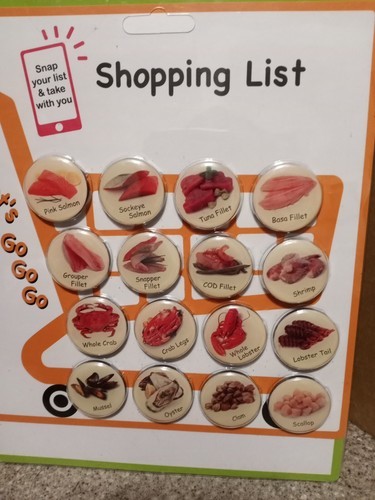 Snap
your list
& take
with you
Shopping List
Pink Salmon
Sockeye
Salmon
Tuna Fillet
Basa Fillet
Go
Go
Go
Grouper
Fillet
Snapper
Fillet
COD Fillet
Shrimp
Whole Crab
Crab Legs
Whole
Lobster
Lobster Tail
Mussel
Oyster
Clam
Scallop